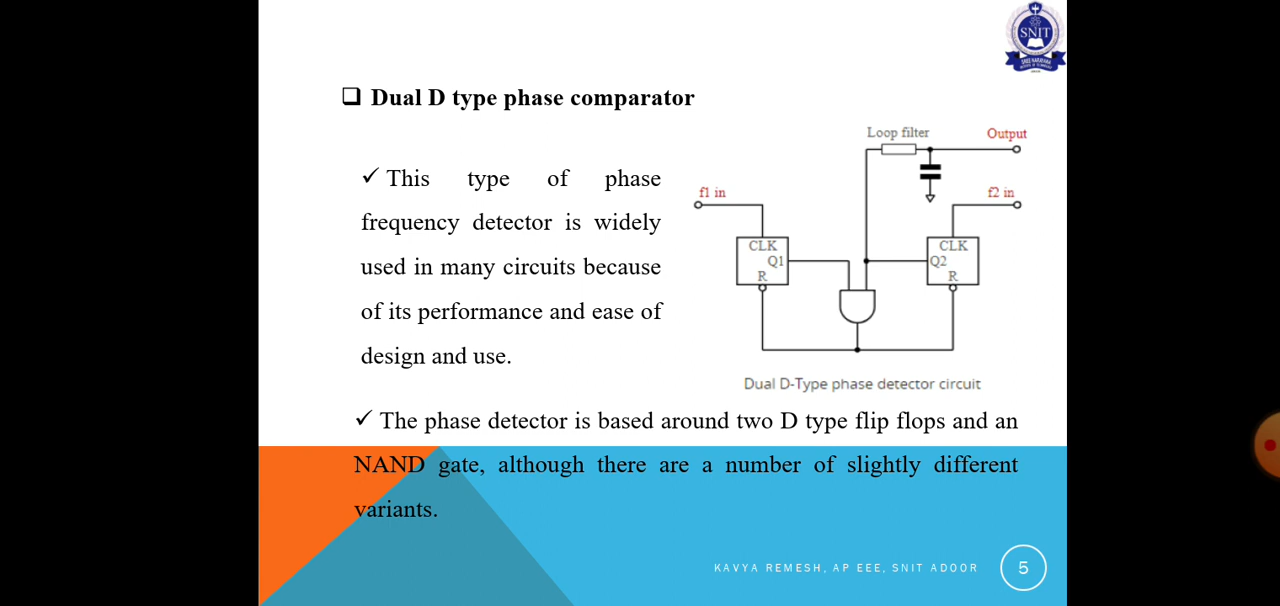 SNIT
Dual D type phase comparator
This type of phase
frequency detector is widely
used in many circuits because
of its performance and ease of
design and use.
Loop filter
Output
f1 in
f2 in
CLK
Q1
R
CLK
Q2
R
Dual D-Type phase detector circuit
The phase detector is based around two D type flip flops and an
NAND gate, although there are a number of slightly different
variants.
KAVYA REMESH, AP EEE, SNIT ADOOR
5